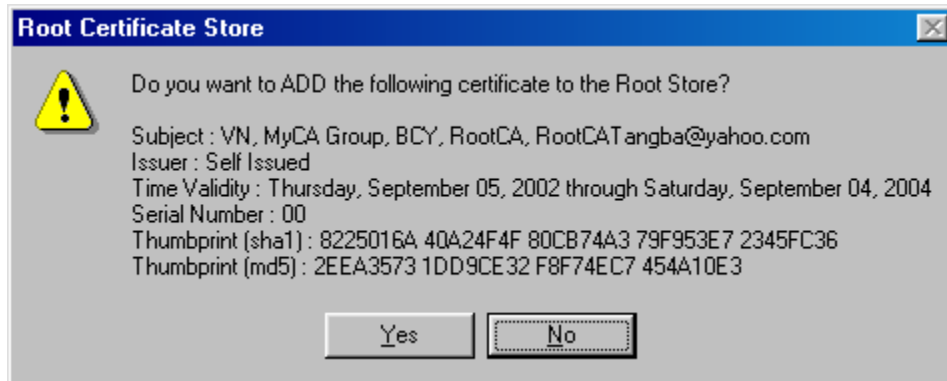 Root Certificate Store
Do you want to ADD the following certificate to the Root Store?
Subject : VN, MyCA Group, BCY, RootCA, RootCATangba@yahoo.com
Issuer : Self Issued
Time Validity : Thursday, September 05, 2002 through Saturday, September 04, 2004
Serial Number : 00
Thumbprint (sha1) : 8225016A 40A24F4F 80CB74A3 79F953E7 2345FC36
Thumbprint (md5) : 2EEA3573 1DD9CE32 F8F74EC7 454A10E3
Yes No